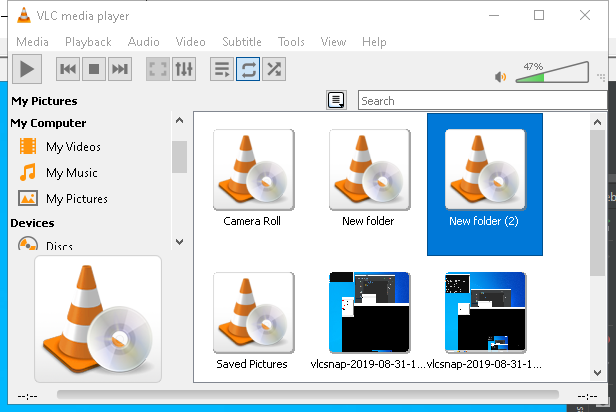 VLC media player
Media Playback Audio Video Subtitle Tools View Help
47%
My Pictures
Search
My Computer
My Videos
My Music
My Pictures
Devices
Discs
Camera Roll
New folder
New folder (2)
Saved Pictures
vlcsnap-2019-08-31-1...
vlcsnap-2019-08-31-1...
--:--
--:--